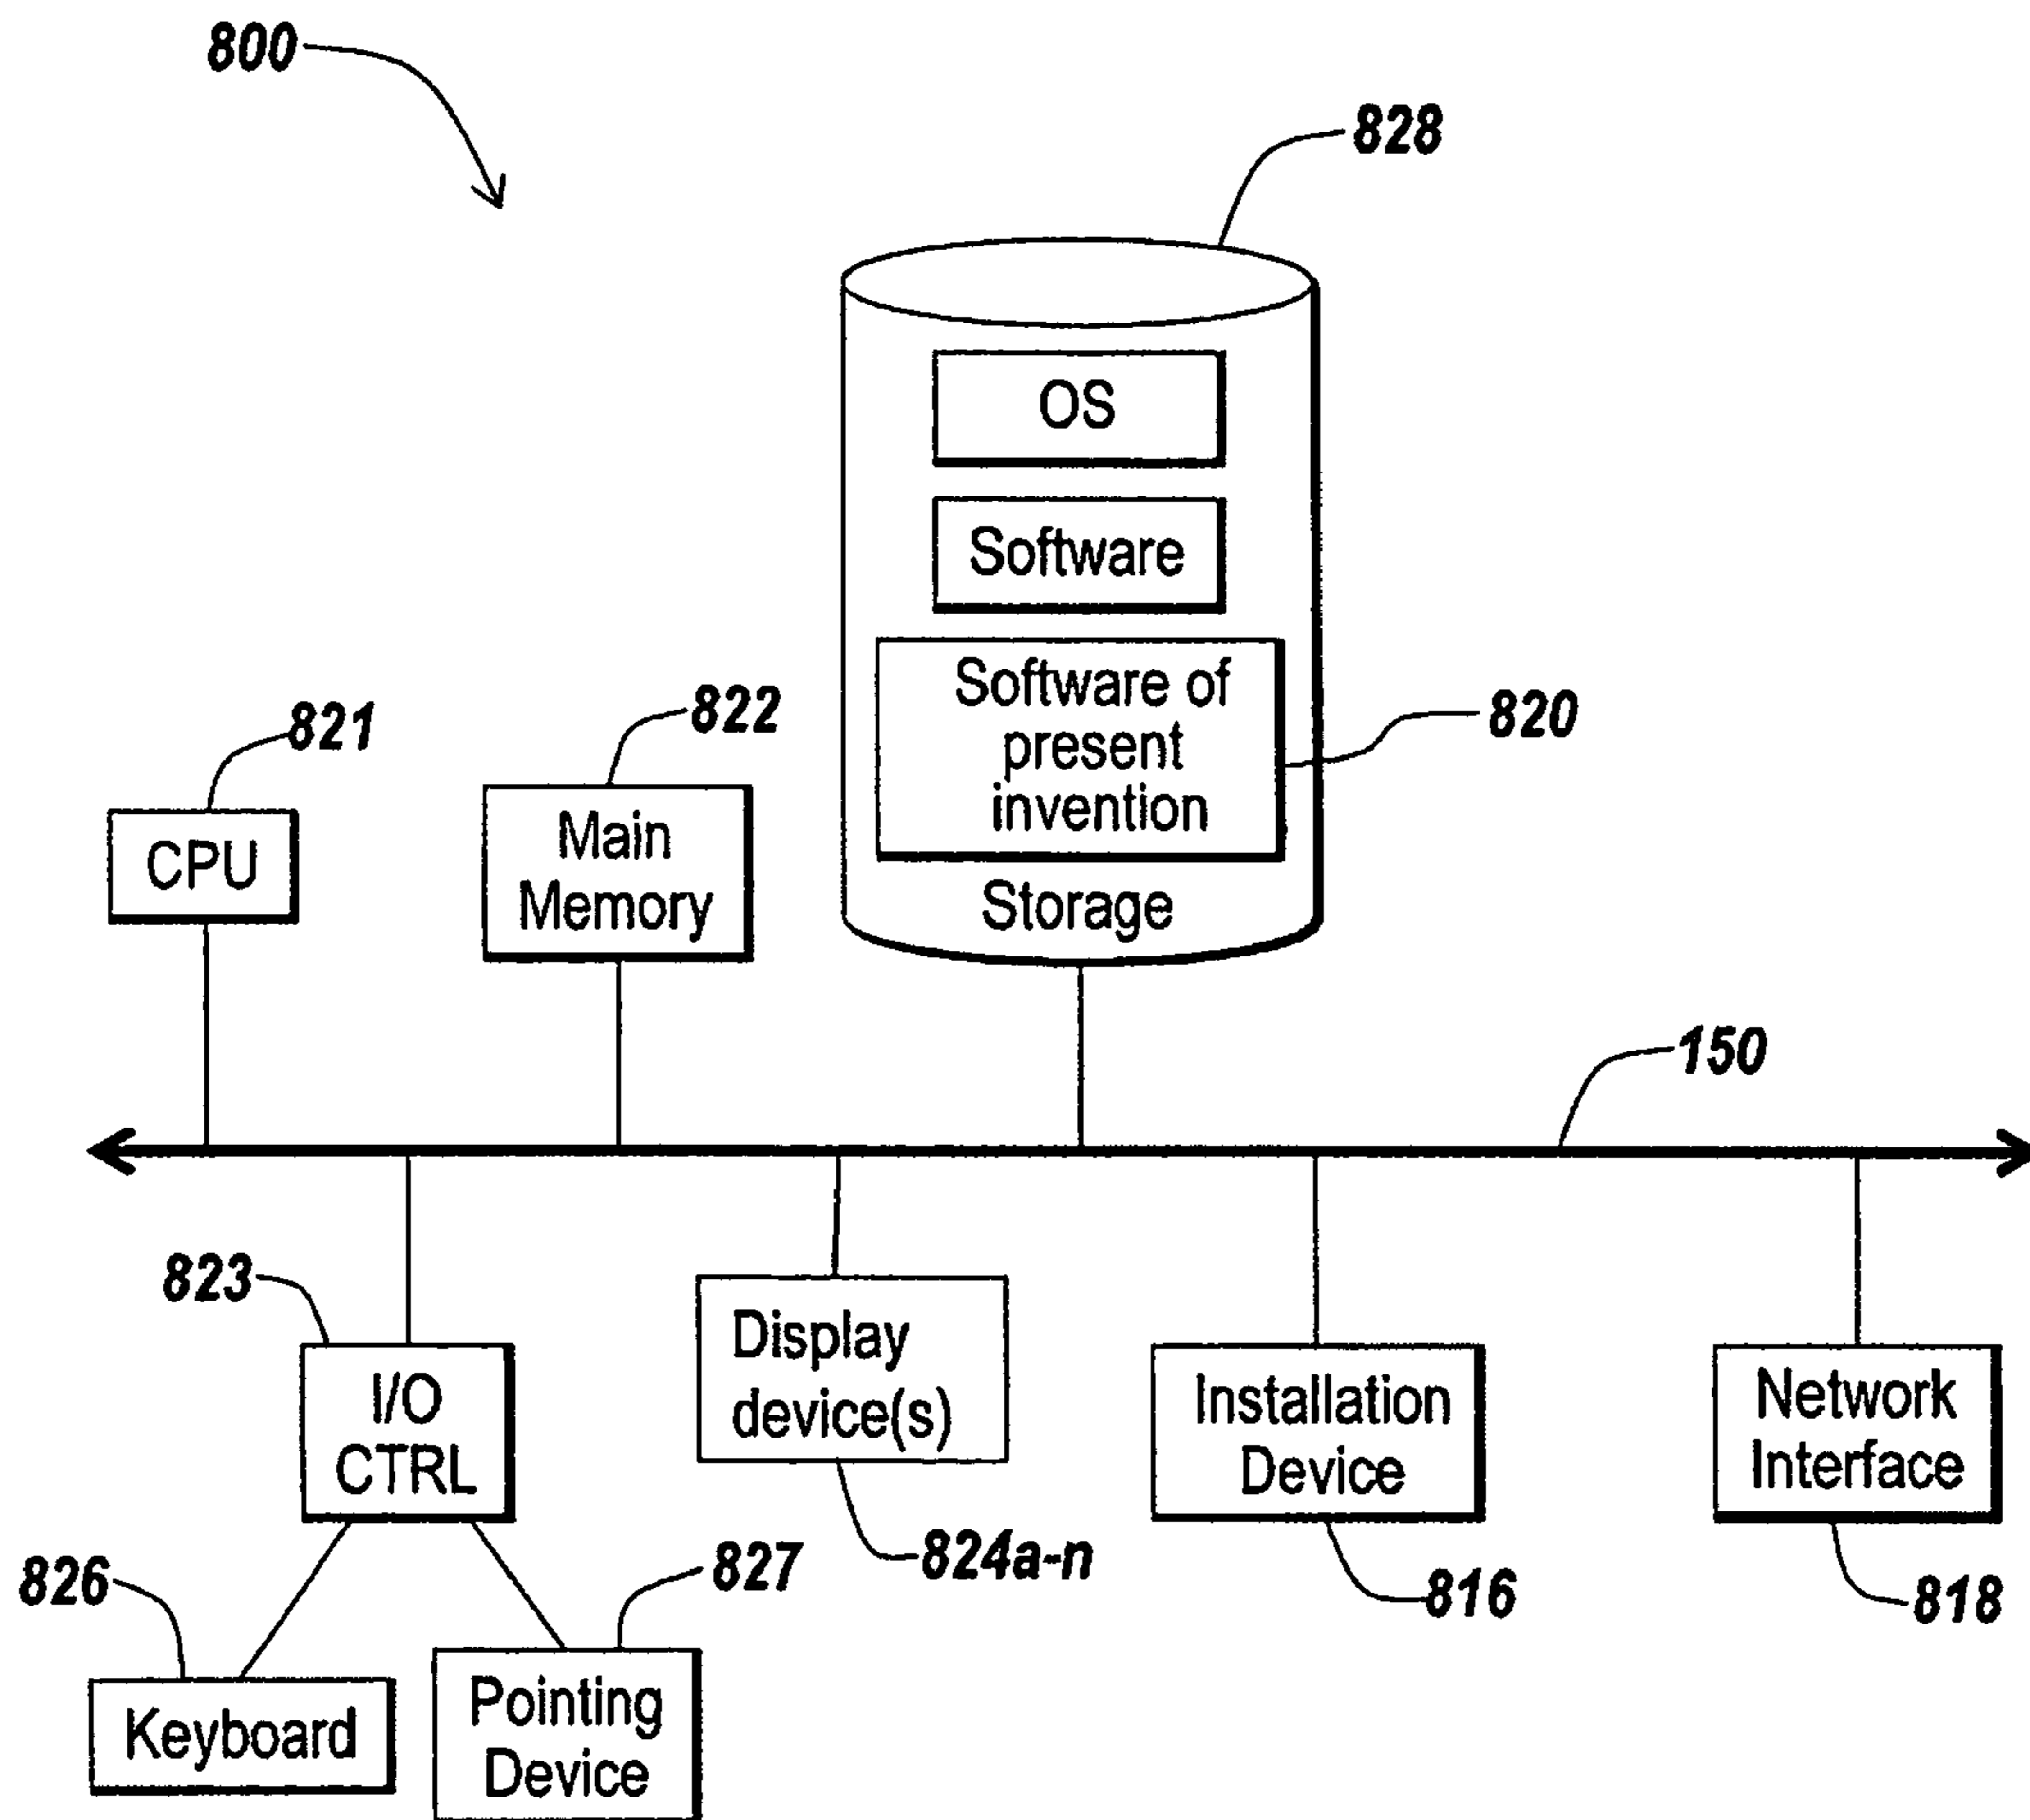 800
828
OS
Software
Software of
present
invention
820
Storage
821
CPU
822
Main
Memory
150
823
I/O
CTRL
Display
device(s)
824a-n
Installation
Device
816
Network
Interface
818
826
Keyboard
827
Pointing
Device